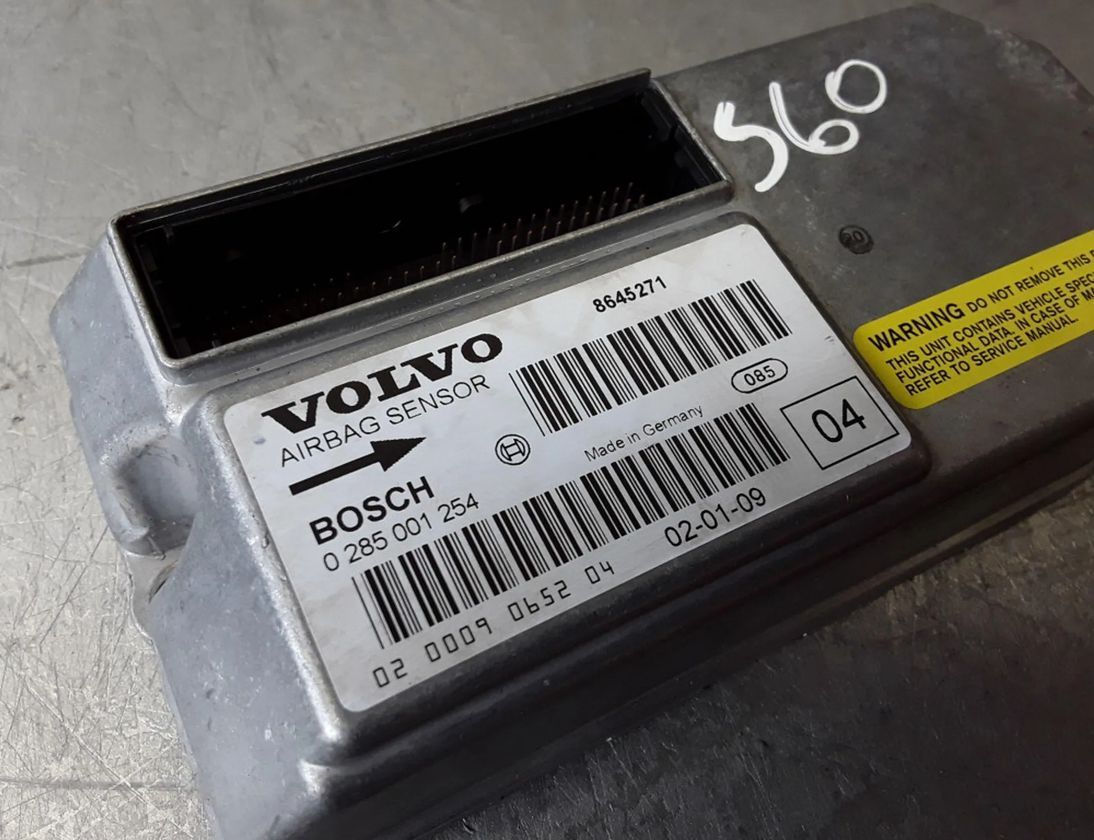 S60
20
8645271
VOLVO
AIRBAG SENSOR
085
Made in Germany
04
BOSCH
0 285 001 254
02-01-09
02 0009 0652 04
WARNING DO NOT REMOVE THIS
THIS UNIT CONTAINS VEHICLE
FUNCTIONAL DATA. IN CASE OF
REFER TO SERVICE MANUAL